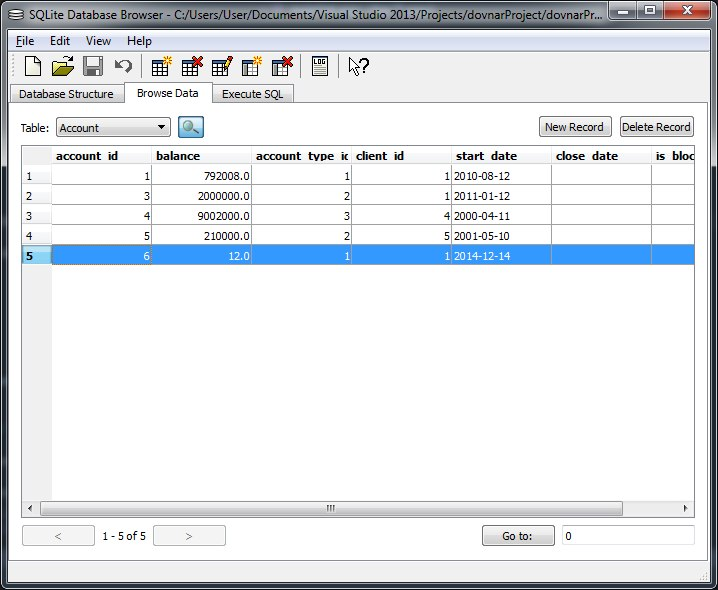 SQLite Database Browser - C:/Users/User/Documents/Visual Studio 2013/Projects/dovnarProject/dovnarPr...
File Edit View Help
LOG
Database Structure Browse Data Execute SQL
Table: Account New Record Delete Record
account_id balance account_type_ic client_id start_date close_date is_bloc
1 1 792008.0 1 1 2010-08-12
2 3 2000000.0 2 1 2011-01-12
3 4 9002000.0 3 4 2000-04-11
4 5 210000.0 2 5 2001-05-10
5 6 12.0 1 1 2014-12-14
< 1 - 5 of 5 > Go to: 0